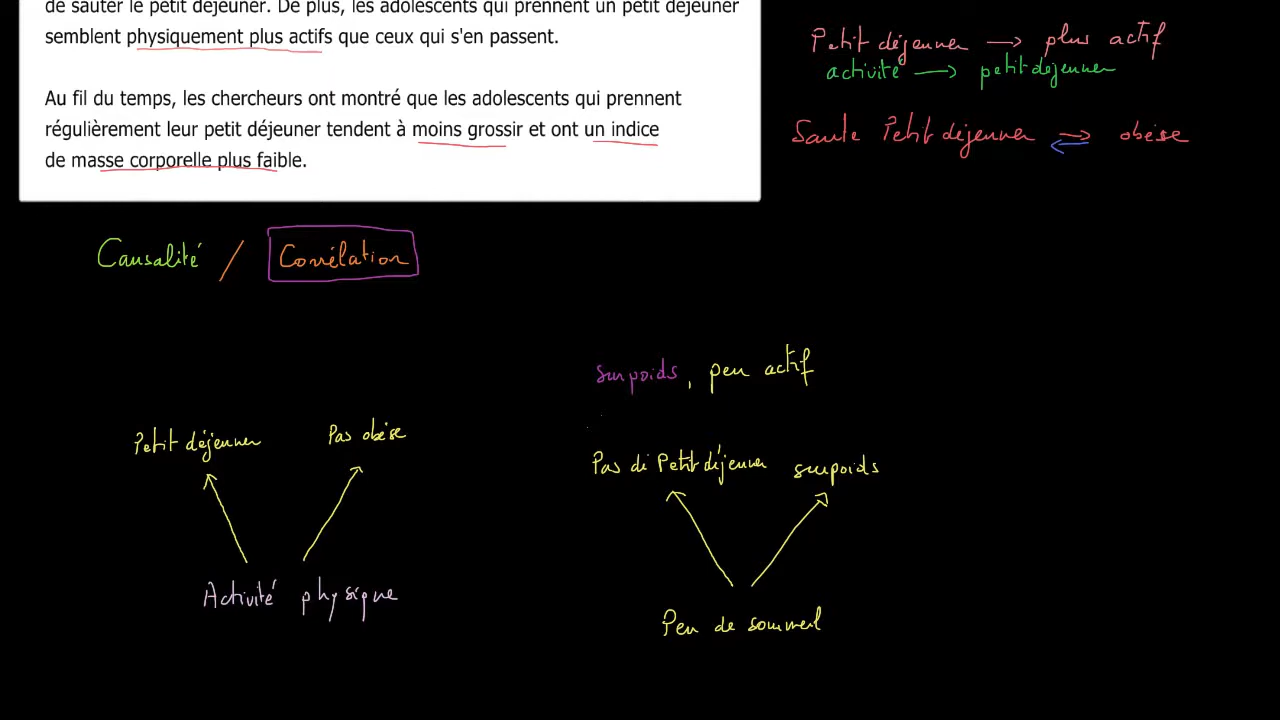 de sauter le petit déjeuner. De plus, les adolescents qui prennent un petit déjeuner
semblent physiquement plus actifs que ceux qui s'en passent.
Au fil du temps, les chercheurs ont montré que les adolescents qui prennent
régulièrement leur petit déjeuner tendent à moins grossir et ont un indice
de masse corporelle plus faible.
Petit déjeuner → plus actif
activité → petit déjeuner
Saute Petit déjeuner → obèse
←
Causalité / Corrélation
surpoids, peu actif
Petit déjeuner Pas obèse
Pas di Petit déjeuner surpoids
Activité physique
Peu de sommeil